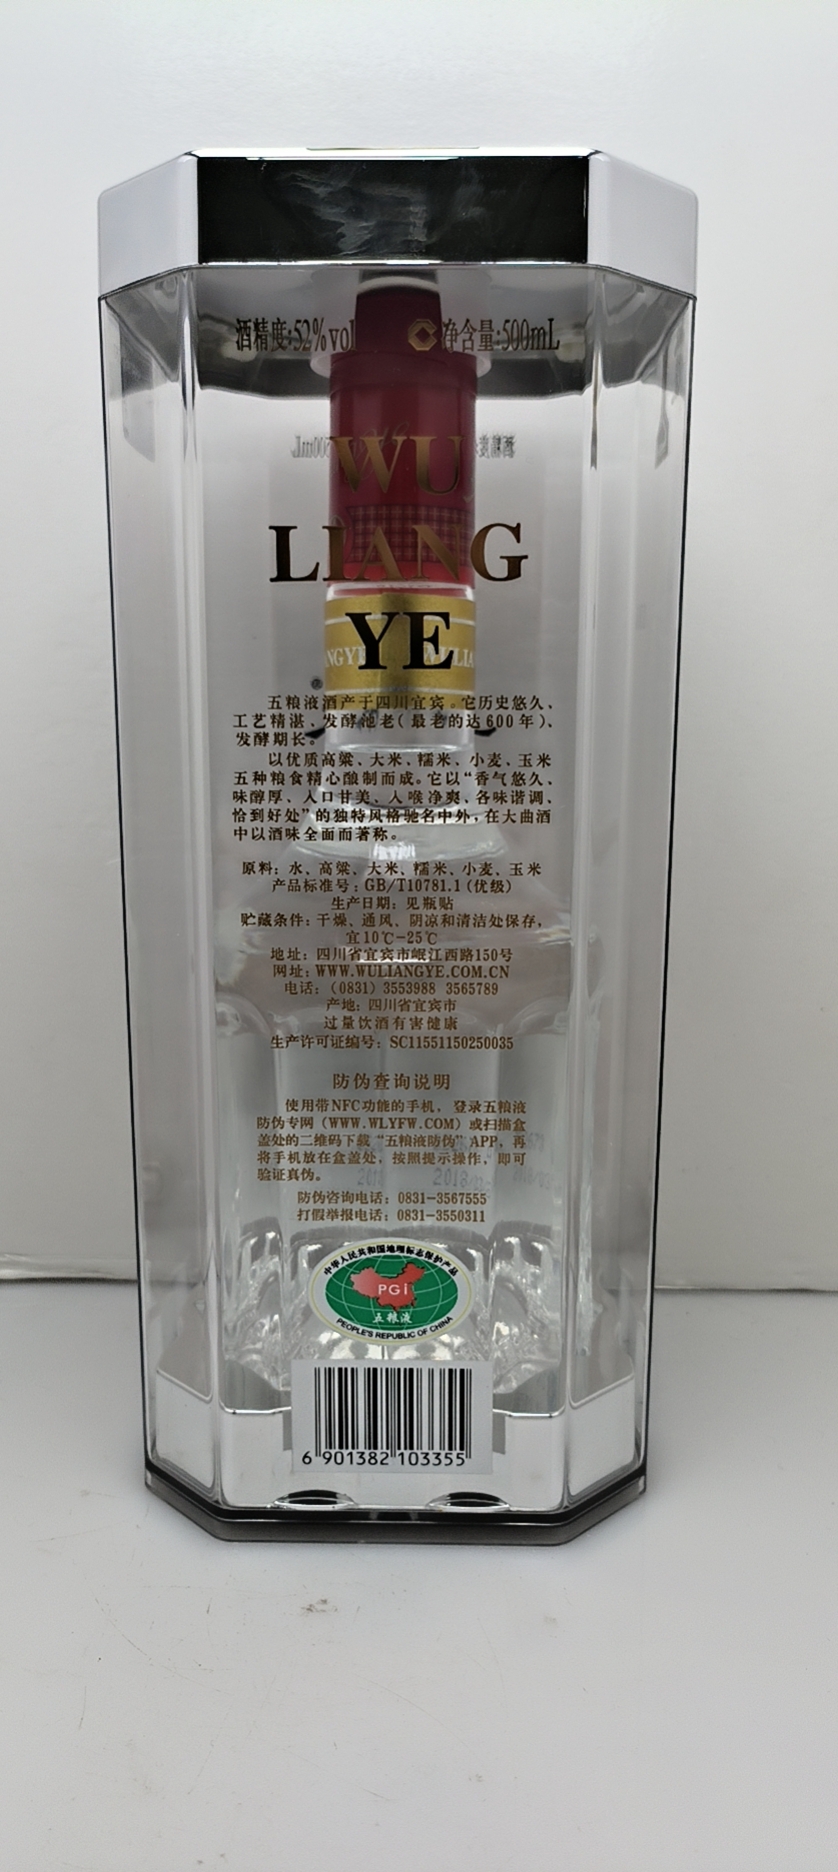 酒精度:52%vol 净含量:500mL
WU
LIANG
YE
五粮液酒产于四川宜宾。它历史悠久、
工艺精湛、发酵池老(最老的达600年)、
发酵期长。
以优质高粱、大米、糯米、小麦、玉米
五种粮食精心酿制而成。它以“香气悠久、
味醇厚、入口甘美、入喉净爽、各味谐调、
恰到好处”的独特风格驰名中外,在大曲酒
中以酒味全面而著称。
原料: 水、高粱、大米、糯米、小麦、玉米
产品标准号: GB/T10781.1(优级)
生产日期: 见瓶贴
贮藏条件: 干燥、通风、阴凉和清洁处保存,
宜10℃-25℃
地址: 四川省宜宾市岷江西路150号
网址: WWW.WULIANGYE.COM.CN
电话: (0831) 3553988 3565789
产地: 四川省宜宾市
过量饮酒有害健康
生产许可证编号: SC11551150250035
防伪查询说明
使用带NFC功能的手机, 登录五粮液
防伪专网 (WWW.WLYFW.COM) 或扫描盒
盖处的二维码下载“五粮液防伪”APP, 再
将手机放在盒盖处, 按照提示操作, 即可
验证真伪。
防伪咨询电话: 0831-3567555
打假举报电话: 0831-3550311
中华人民共和国地理标志保护产品
PGI
五粮液
PEOPLE'S REPUBLIC OF CHINA
6 901382 103355